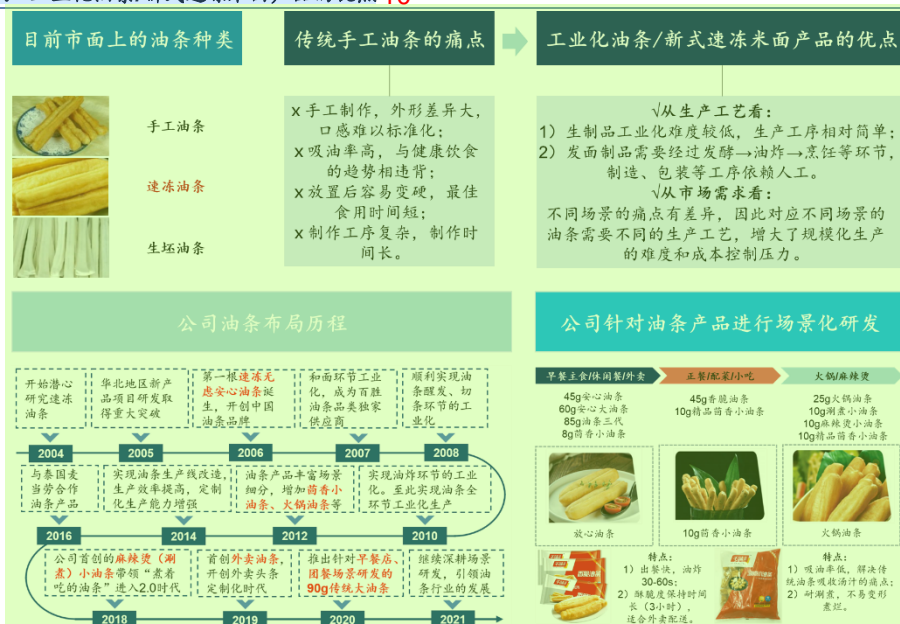 10
目前市面上的油条种类
手工油条
速冻油条
生坯油条
传统手工油条的痛点
x 手工制作，外形差异大，
口感难以标准化；
x 吸油率高，与健康饮食
的趋势相违背；
x 放置后容易变硬，最佳
食用时间短；
x 制作工序复杂，制作时
间长。
工业化油条/新式速冻米面产品的优点
√从生产工艺看：
1）生制品工业化难度较低，生产工序相对简单；
2）发面制品需要经过发酵→油炸→烹饪等环节，
制造、包装等工序依赖人工。
√从市场需求看：
不同场景的痛点有差异，因此对应不同场景的
油条需要不同的生产工艺，增大了规模化生产
的难度和成本控制压力。
公司油条布局历程
开始潜心
研究速冻
油条
华北地区新产
品项目研发取
得重大突破
第一根速冻无
虑安心油条诞
生，开创中国
油条品牌
和面环节工业
化，成为百胜
油条品类独家
供应商
顺利实现油
条醒发、切
条环节的工
业化
2004
2005
2006
2007
2008
与泰国麦
当劳合作
油条产品
实现油条生产线改造，
生产效率提高，定制
化生产能力增强
油条产品丰富场景
细分，增加茴香小
油条、火锅油条等
实现油炸环节的工业
化。至此实现油条全
环节工业化生产
2016
2014
2012
2010
公司首创的麻辣烫（涮
煮）小油条带领“煮着
吃的油条”进入2.0时代
首创外卖油条，
开创外卖头条
定制化时代
推出针对早餐店、
团餐场景研发的
90g传统大油条
继续深耕场景
研发，引领油
条行业的发展
2018
2019
2020
2021
公司针对油条产品进行场景化研发
早餐主食/休闲餐/外卖
45g安心油条
60g安心大油条
85g油条三代
8g茴香小油条
正餐/配菜/小吃
45g香脆油条
10g精品茴香小油条
火锅/麻辣烫
25g火锅油条
10g涮煮小油条
10g麻辣烫小油条
10g精品茴香小油条
放心油条
10g茴香小油条
火锅油条
特点：
1）出餐快，油炸
30-60s；
2）酥脆度保持时间
长（3小时），
适合外卖配送。
特点：
1）吸油率低，解决传
统油条吸收汤汁的痛点；
2）耐涮煮，不易变形
煮烂。